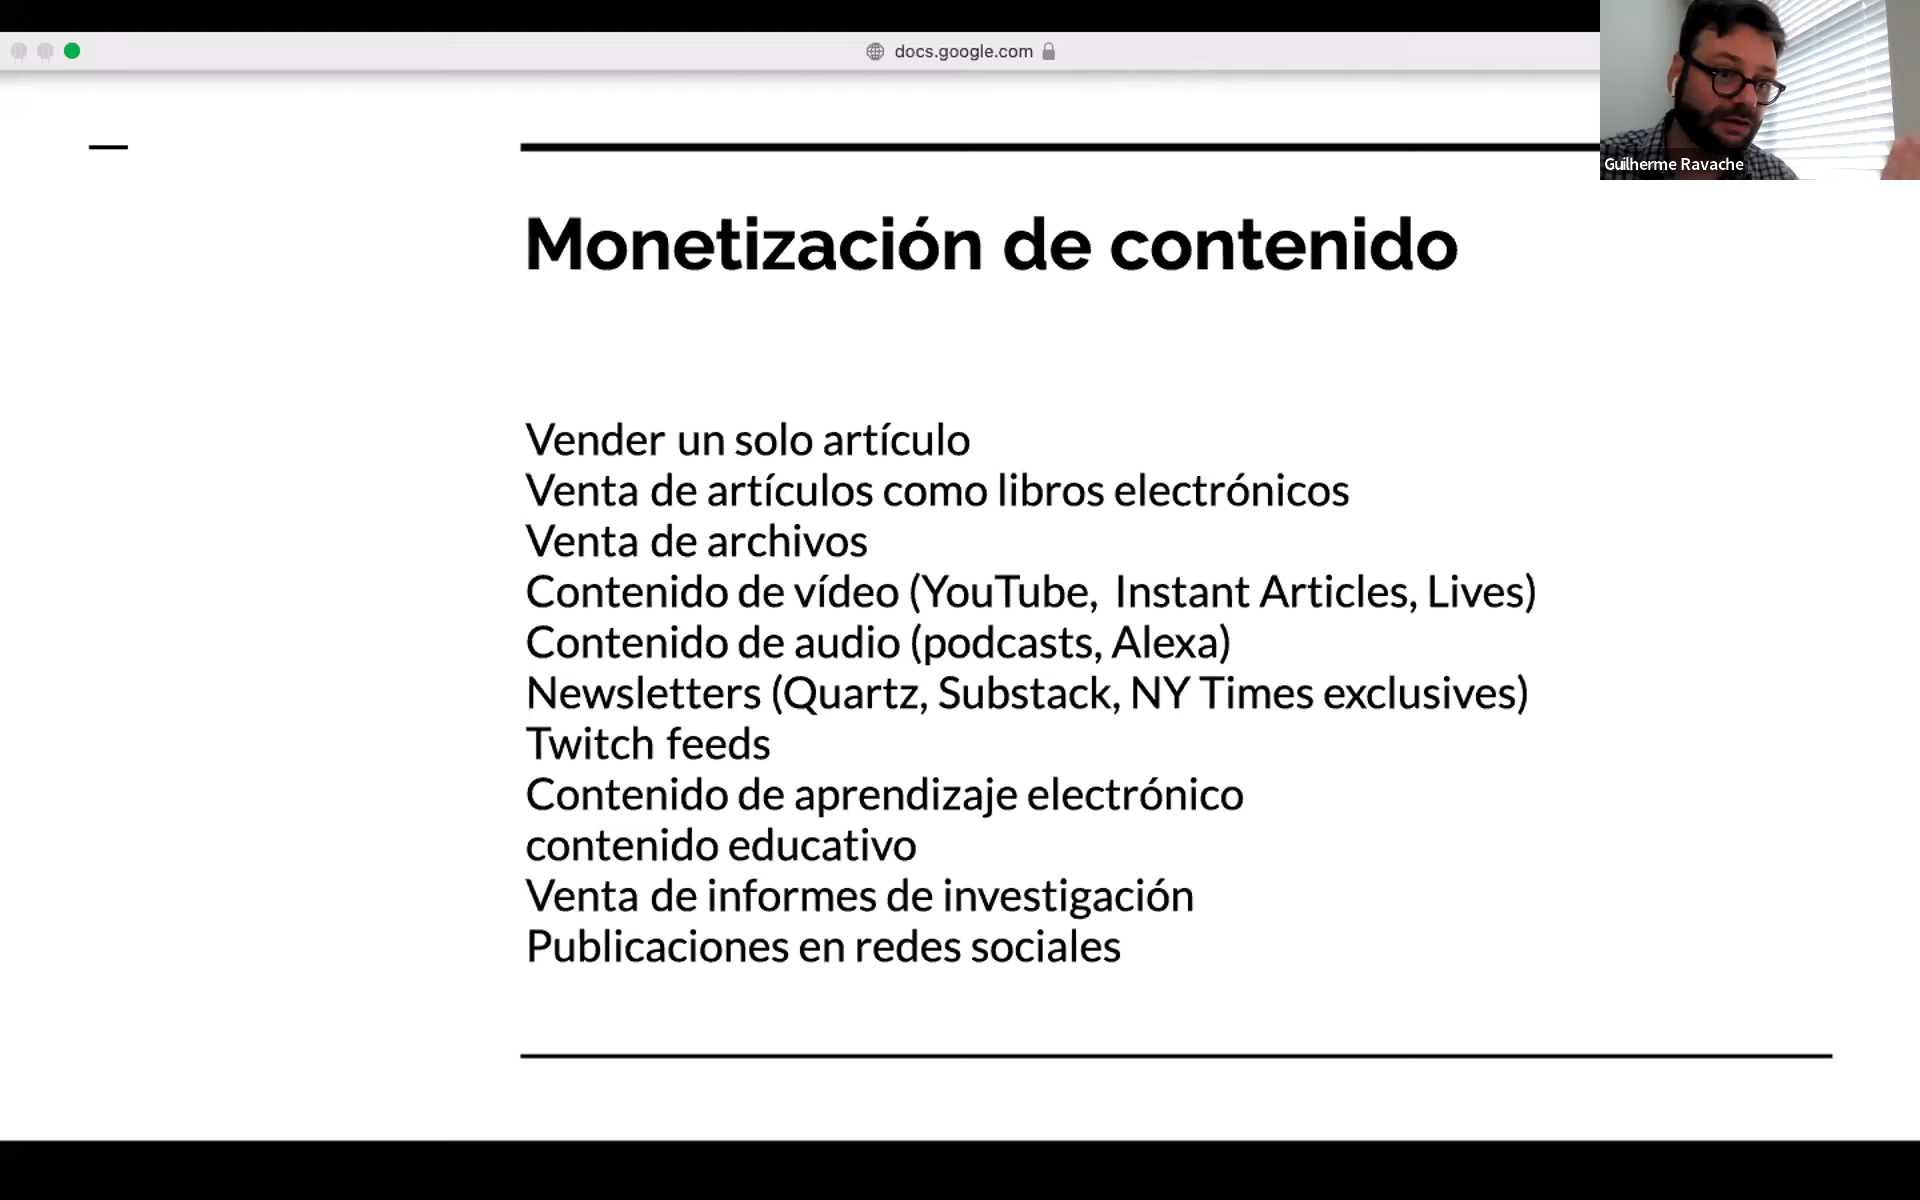 docs.google.com
Guilherme Ravache
Monetización de contenido
Vender un solo artículo
Venta de artículos como libros electrónicos
Venta de archivos
Contenido de vídeo (YouTube, Instant Articles, Lives)
Contenido de audio (podcasts, Alexa)
Newsletters (Quartz, Substack, NY Times exclusives)
Twitch feeds
Contenido de aprendizaje electrónico
contenido educativo
Venta de informes de investigación
Publicaciones en redes sociales